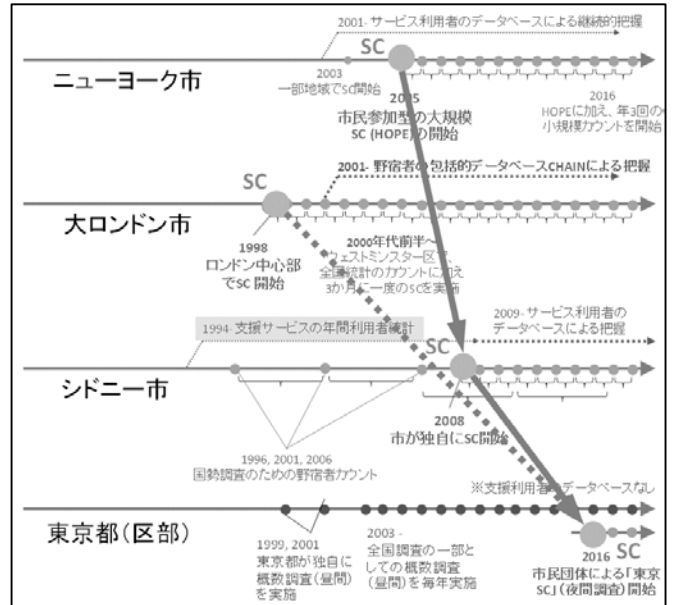 2001- サービス利用者のデータベースによる継続的把握
SC
ニューヨーク市
2003
一部地域でSC開始
2005
市民参加型の大規模
SC (HOPE)の開始
2016
HOPEに加え、年3回の
小規模カウントを開始
2001- 野宿者の包括的データベースCHAINによる把握
SC
大ロンドン市
1998
ロンドン中心部
でSC 開始
2000年代前半~
ウェストミンスター区で、
全国統計のカウントに加え
3か月に一度のSCを実施
1994- 支援サービスの年間利用者統計
2009- サービス利用者の
データベースによる把握
SC
シドニー市
2008
市が独自にSC開始
1996, 2001, 2006
国勢調査のための野宿者カウント
※支援利用者のデータベースなし
東京都(区部)
1999, 2001
東京都が独自に
概数調査(昼間)
を実施
2003 -
全国調査の一部と
しての概数調査
(昼間)を毎年実施
SC
2016
市民団体による「東京
SC」(夜間調査)開始